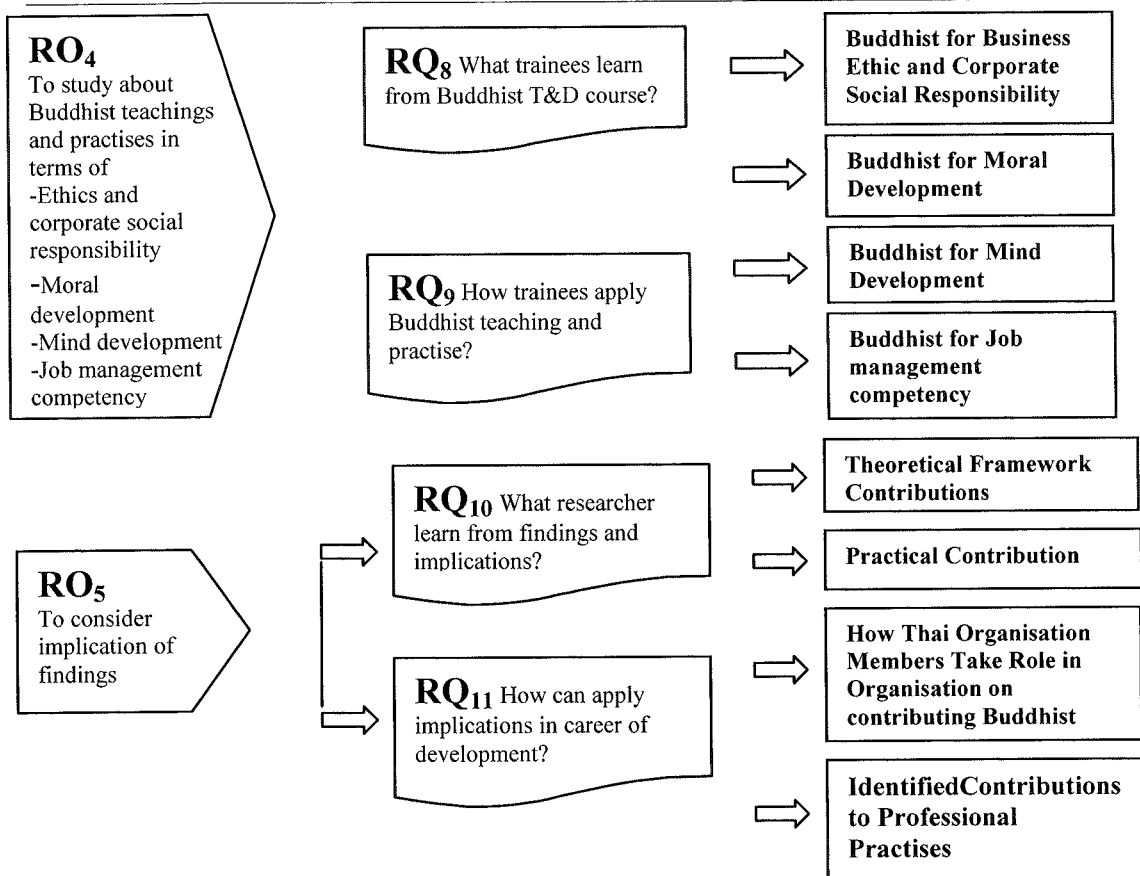 RO4
To study about
Buddhist teachings
and practises in
terms of
-Ethics and
corporate social
responsibility
-Moral
development
-Mind development
-Job management
competency
RQ8 What trainees learn
from Buddhist T&D course?
Buddhist for Business
Ethic and Corporate
Social Responsibility
Buddhist for Moral
Development
RQ9 How trainees apply
Buddhist teaching and
practise?
Buddhist for Mind
Development
Buddhist for Job
management
competency
RO5
To consider
implication of
findings
RQ10 What researcher
learn from findings and
implications?
Theoretical Framework
Contributions
Practical Contribution
RQ11 How can apply
implications in career of
development?
How Thai Organisation
Members Take Role in
Organisation on
contributing Buddhist
IdentifiedContributions
to Professional
Practises